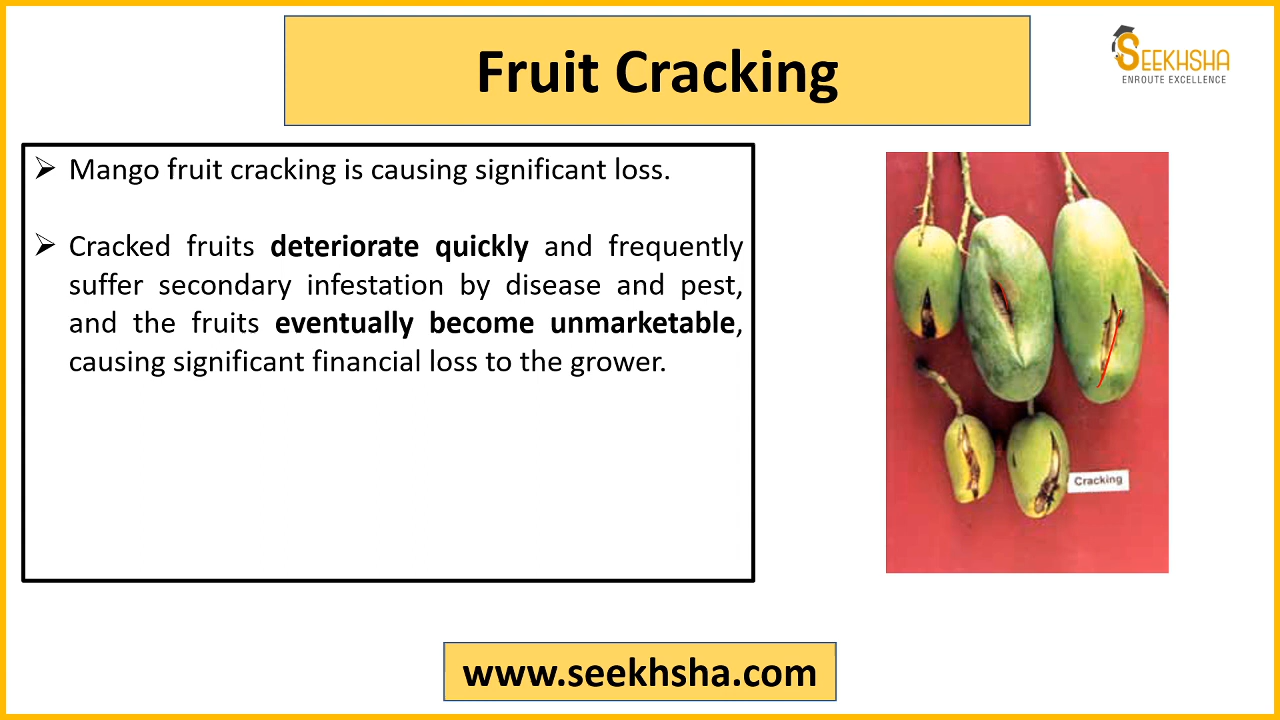 Fruit Cracking
SEEKHSHA
ENROUTE EXCELLENCE
➢ Mango fruit cracking is causing significant loss.
➢ Cracked fruits deteriorate quickly and frequently
suffer secondary infestation by disease and pest,
and the fruits eventually become unmarketable,
causing significant financial loss to the grower.
Cracking
www.seekhsha.com